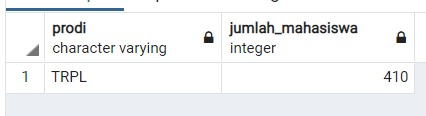 prodi jumlah_mahasiswa
character varying integer
1 TRPL 410